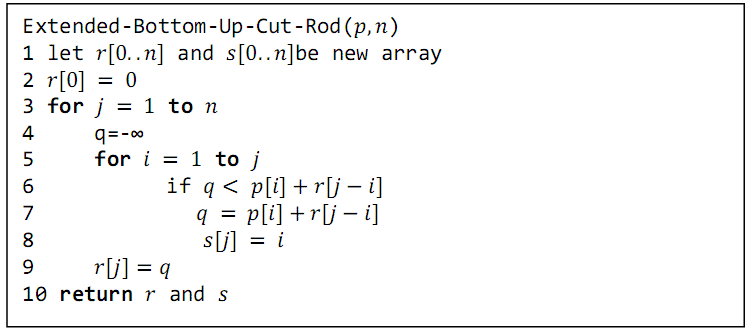 Extended-Bottom-Up-Cut-Rod(p,n)
1 let r[0..n] and s[0..n]be new array
2 r[0] = 0
3 for j = 1 to n
4 q=-∞
5 for i = 1 to j
6 if q < p[i] + r[j − i]
7 q = p[i] + r[j − i]
8 s[j] = i
9 r[j] = q
10 return r and s